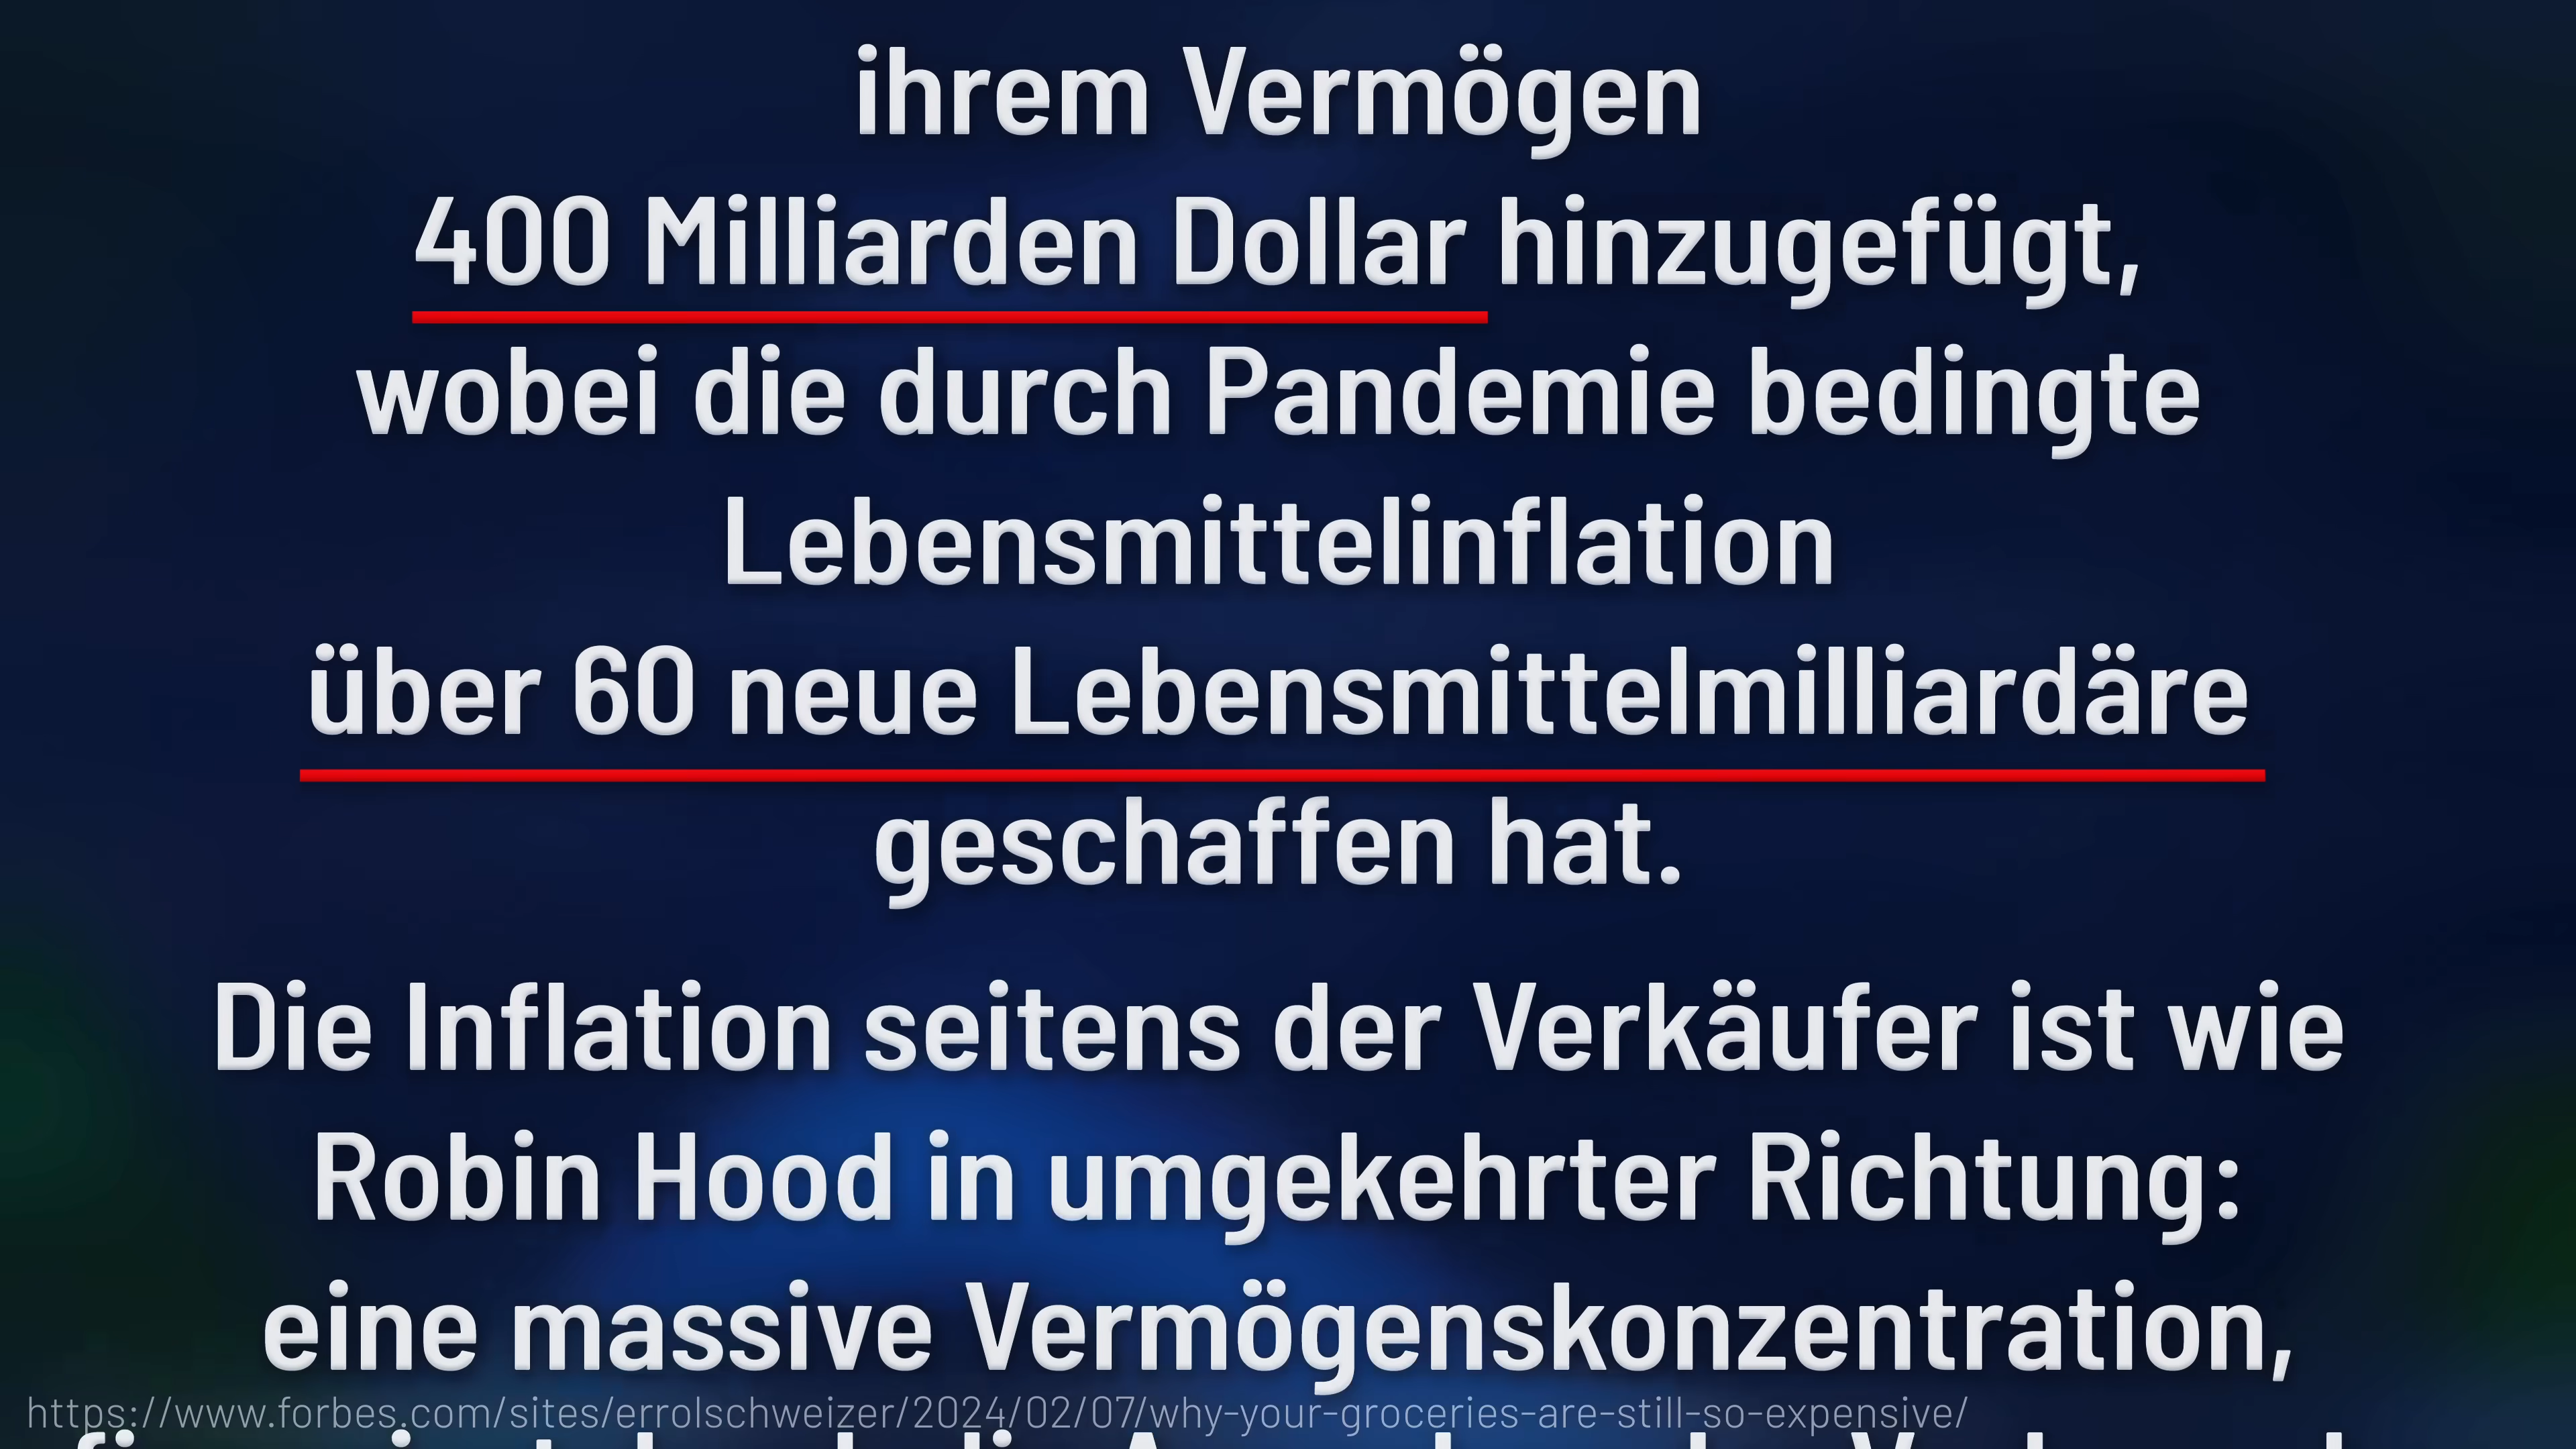 ihrem Vermögen
400 Milliarden Dollar hinzugefügt,
wobei die durch Pandemie bedingte
Lebensmittelinflation
über 60 neue Lebensmittelmilliardäre
geschaffen hat.
Die Inflation seitens der Verkäufer ist wie
Robin Hood in umgekehrter Richtung:
eine massive Vermögenskonzentration,
https://www.forbes.com/sites/errolschweizer/2024/02/07/why-your-groceries-are-still-so-expensive/